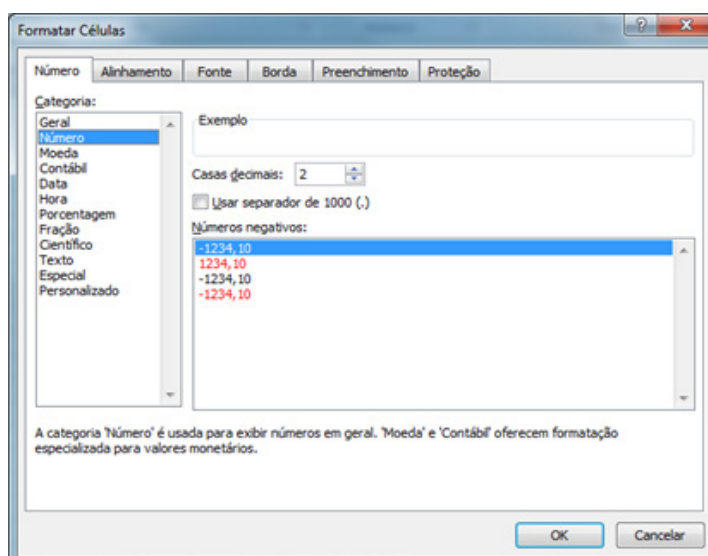 Formatar Células
Número Alinhamento Fonte Borda Preenchimento Proteção
Categoria:
Geral
Número
Moeda
Contábil
Data
Hora
Porcentagem
Fração
Científico
Texto
Especial
Personalizado
Exemplo
Casas decimais: 2
Usar separador de 1000 (.)
Números negativos:
-1234,10
1234,10
-1234,10
-1234,10
A categoria 'Número' é usada para exibir números em geral. 'Moeda' e 'Contábil' oferecem formatação
especializada para valores monetários.
OK Cancelar